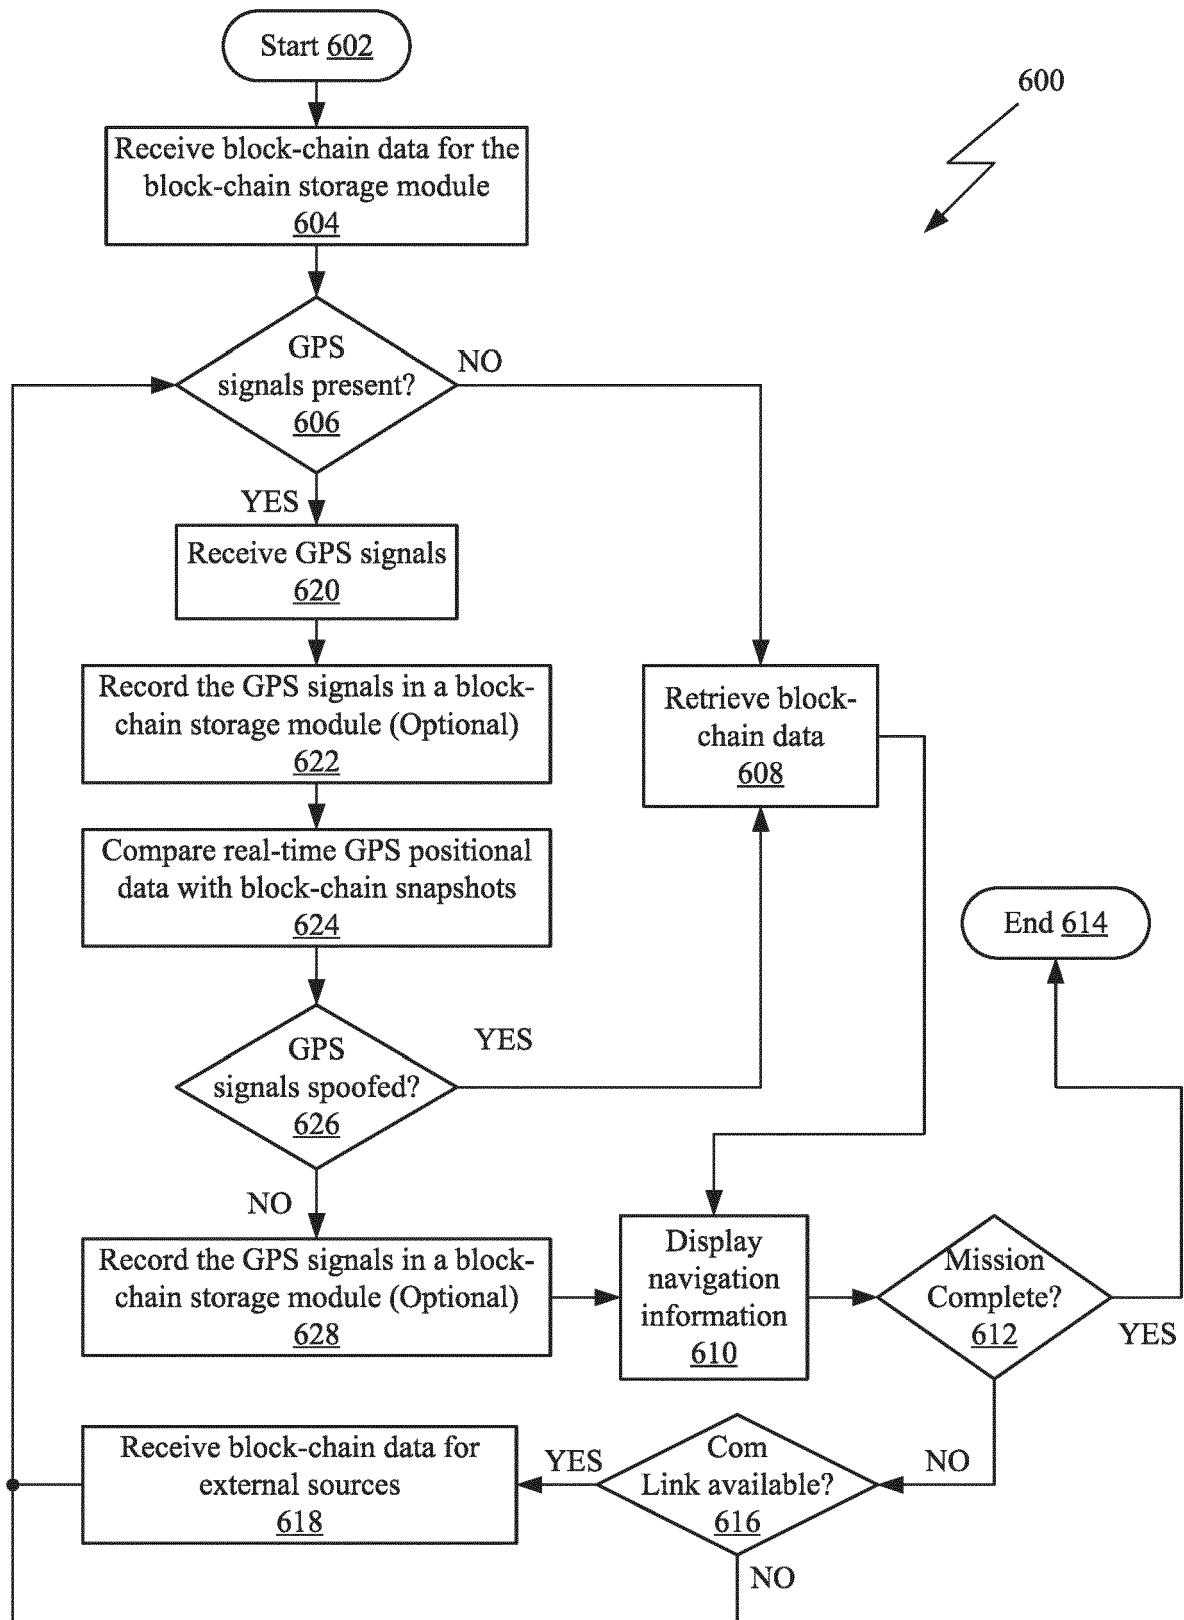 Start 602
600
Receive block-chain data for the
block-chain storage module
604
GPS
signals present?
606
NO
YES
Receive GPS signals
620
Record the GPS signals in a block-
chain storage module (Optional)
622
Retrieve block-
chain data
608
Compare real-time GPS positional
data with block-chain snapshots
624
End 614
GPS
signals spoofed?
626
YES
NO
Record the GPS signals in a block-
chain storage module (Optional)
628
Display
navigation
information
610
Mission
Complete?
612
YES
NO
Com
Link available?
616
YES
NO
Receive block-chain data for
external sources
618